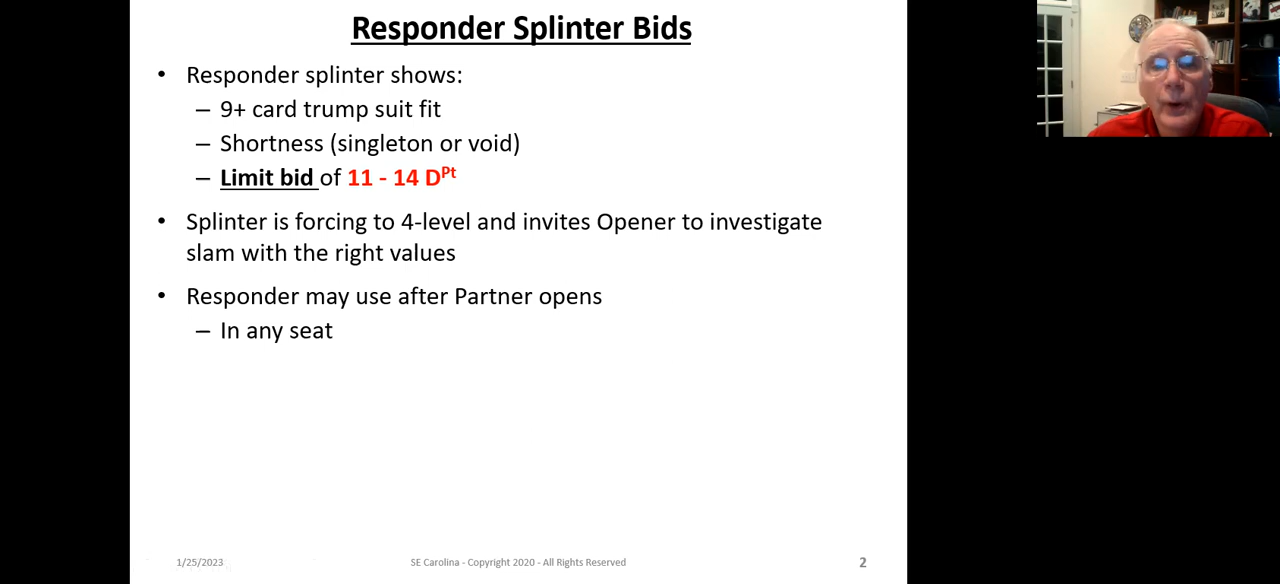 Responder Splinter Bids
• Responder splinter shows:
– 9+ card trump suit fit
– Shortness (singleton or void)
– Limit bid of 11 - 14 DPt
• Splinter is forcing to 4-level and invites Opener to investigate
slam with the right values
• Responder may use after Partner opens
– In any seat
1/25/2023
SE Carolina - Copyright 2020 - All Rights Reserved
2